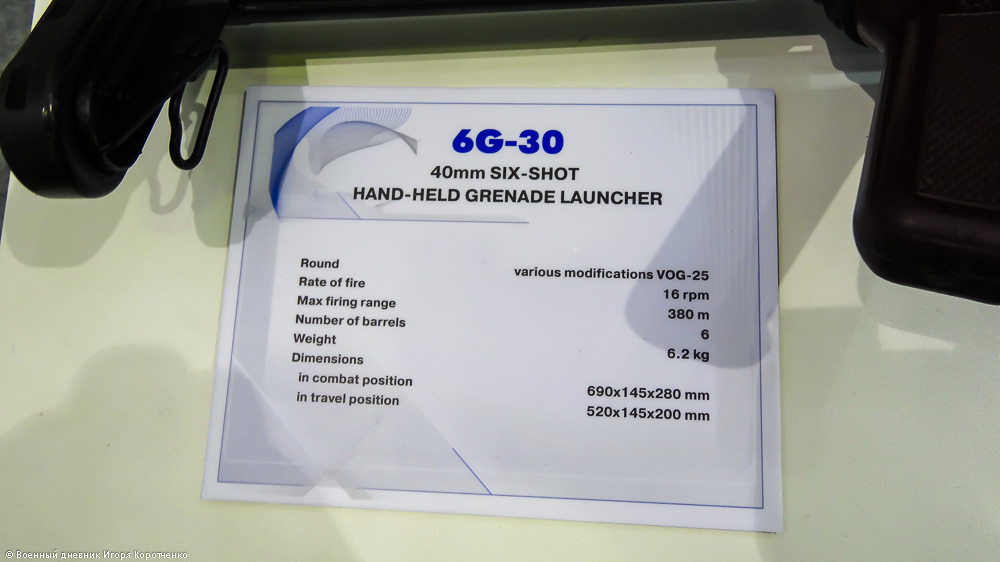 6G-30
40mm SIX-SHOT
HAND-HELD GRENADE LAUNCHER
Round various modifications VOG-25
Rate of fire 16 rpm
Max firing range 380 m
Number of barrels 6
Weight 6.2 kg
Dimensions
in combat position 690x145x280 mm
in travel position 520x145x200 mm
© Военный дневник Игоря Коротченко